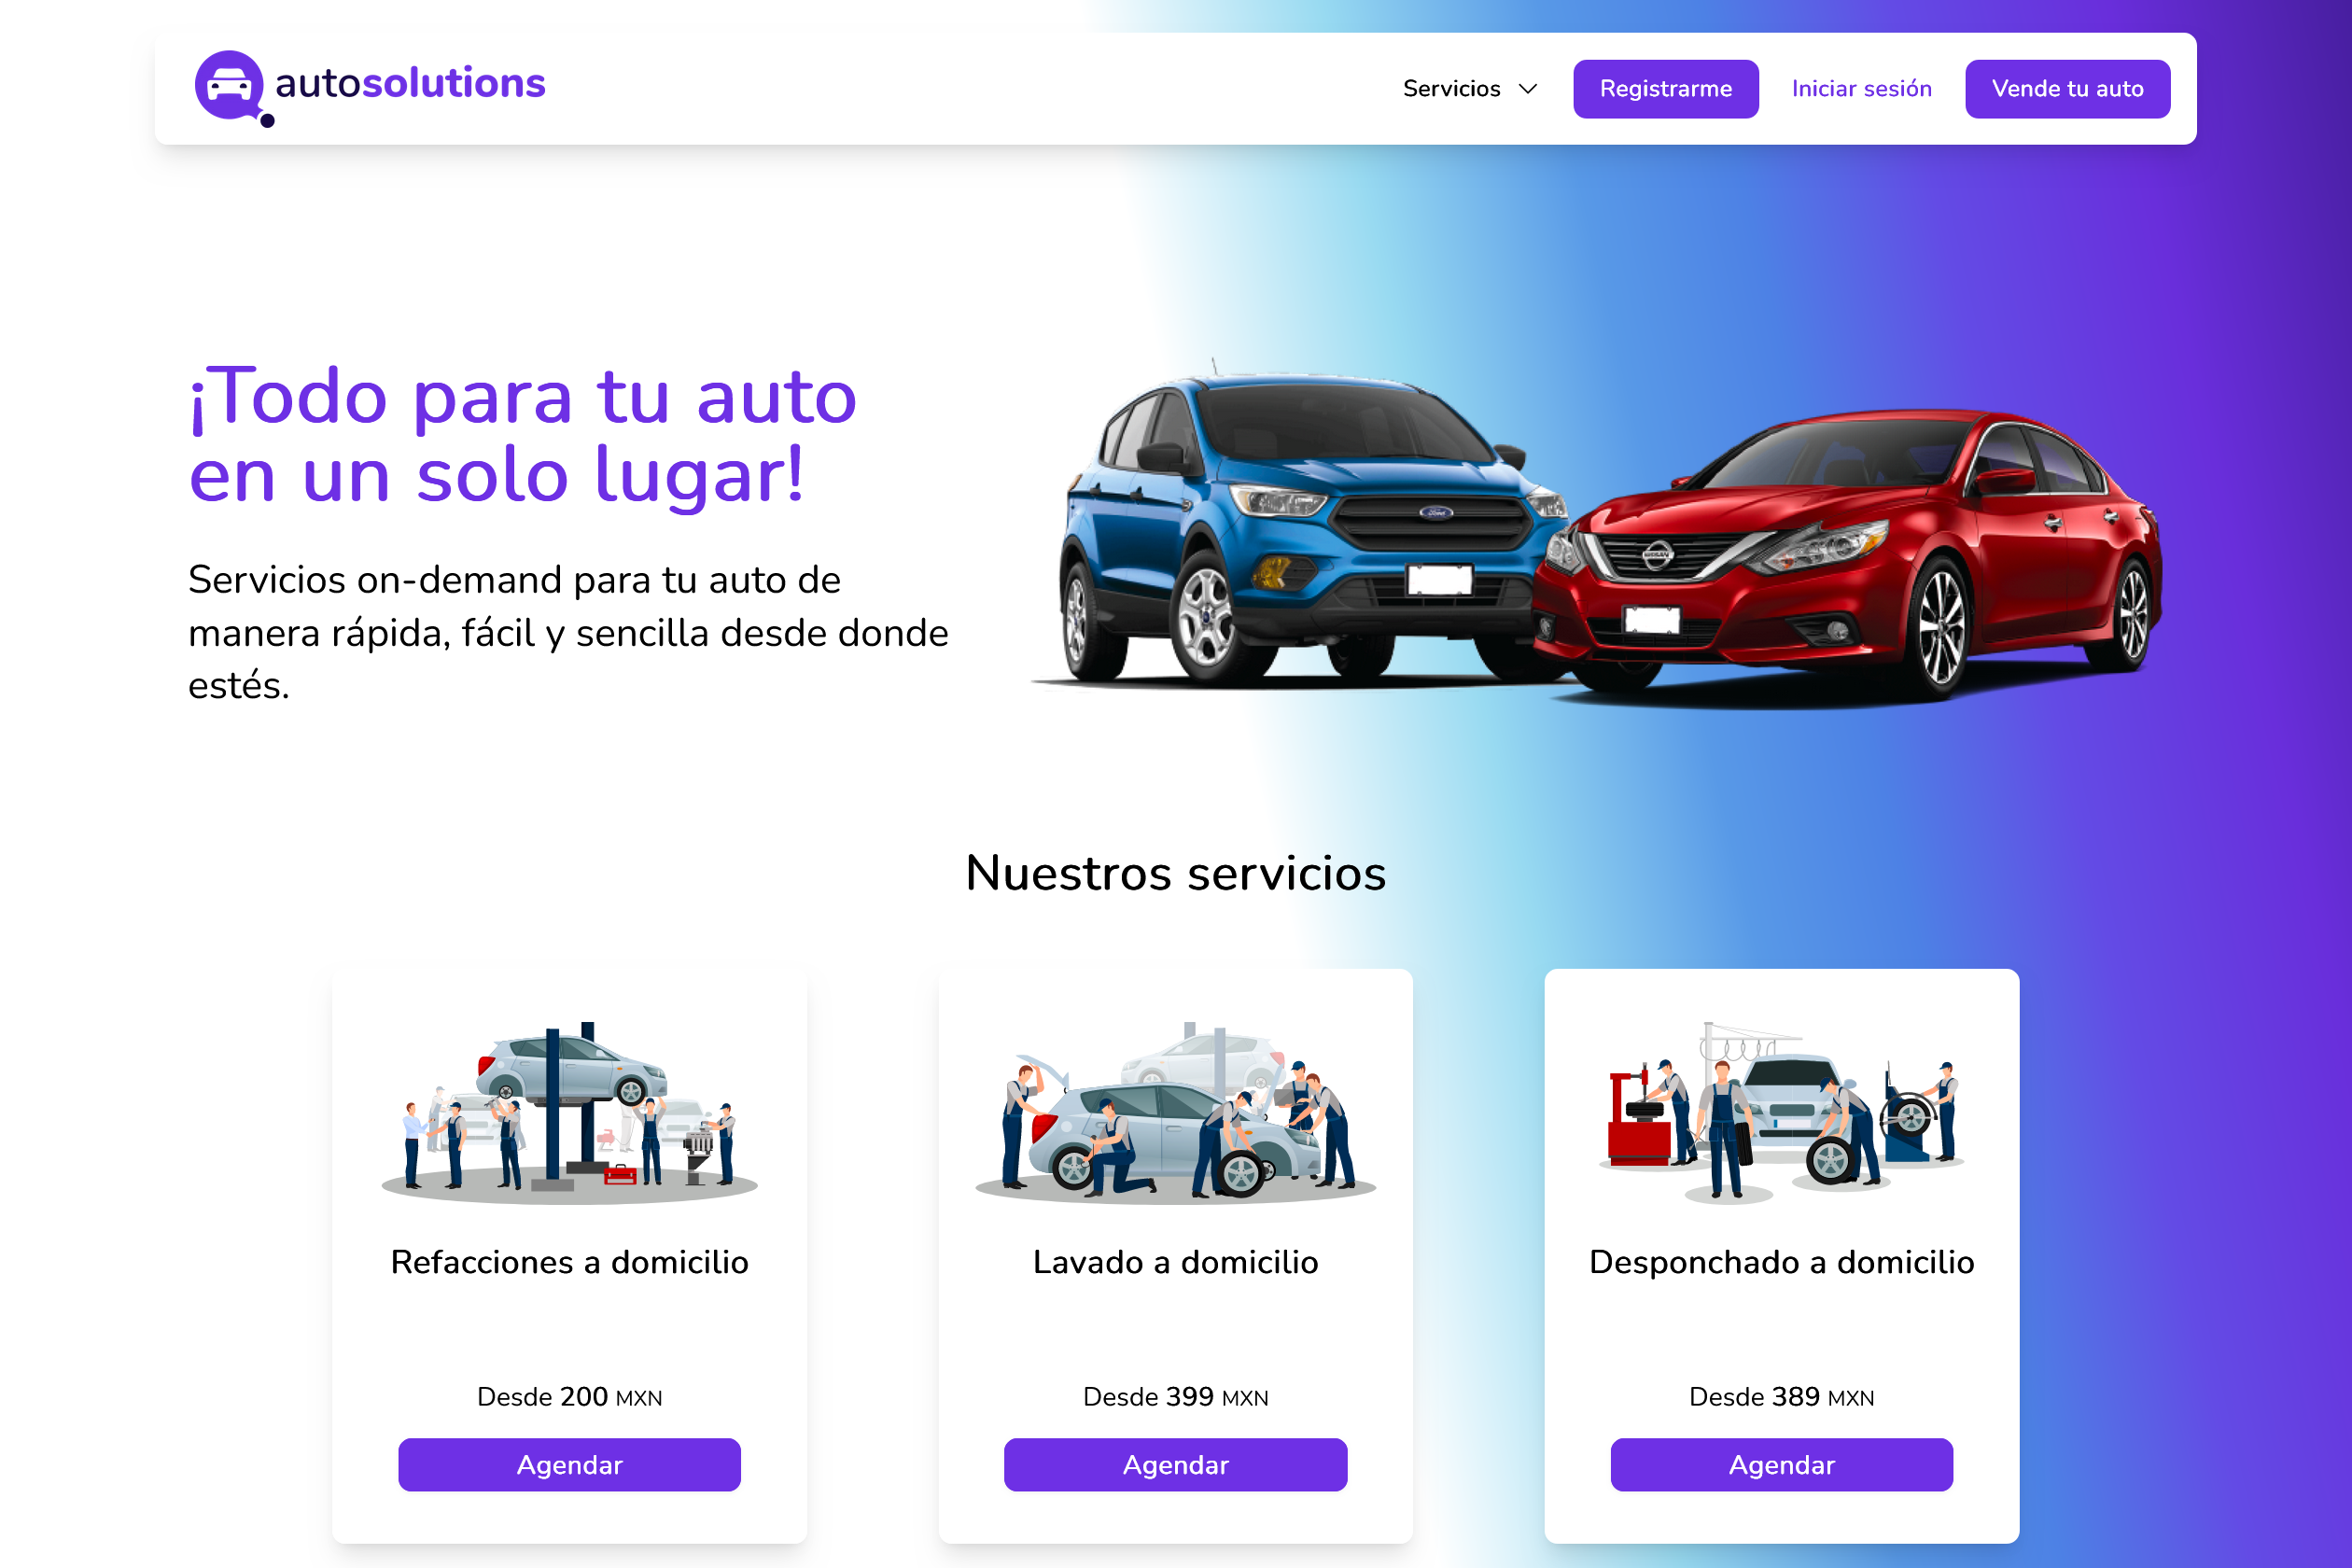 autosolutions
Servicios
Registrarme
Iniciar sesión
Vende tu auto
¡Todo para tu auto
en un solo lugar!
Servicios on-demand para tu auto de
manera rápida, fácil y sencilla desde donde
estés.
Ford
NISSAN
Nuestros servicios
Refacciones a domicilio
Desde 200 MXN
Agendar
Lavado a domicilio
Desde 399 MXN
Agendar
Desponchado a domicilio
Desde 389 MXN
Agendar